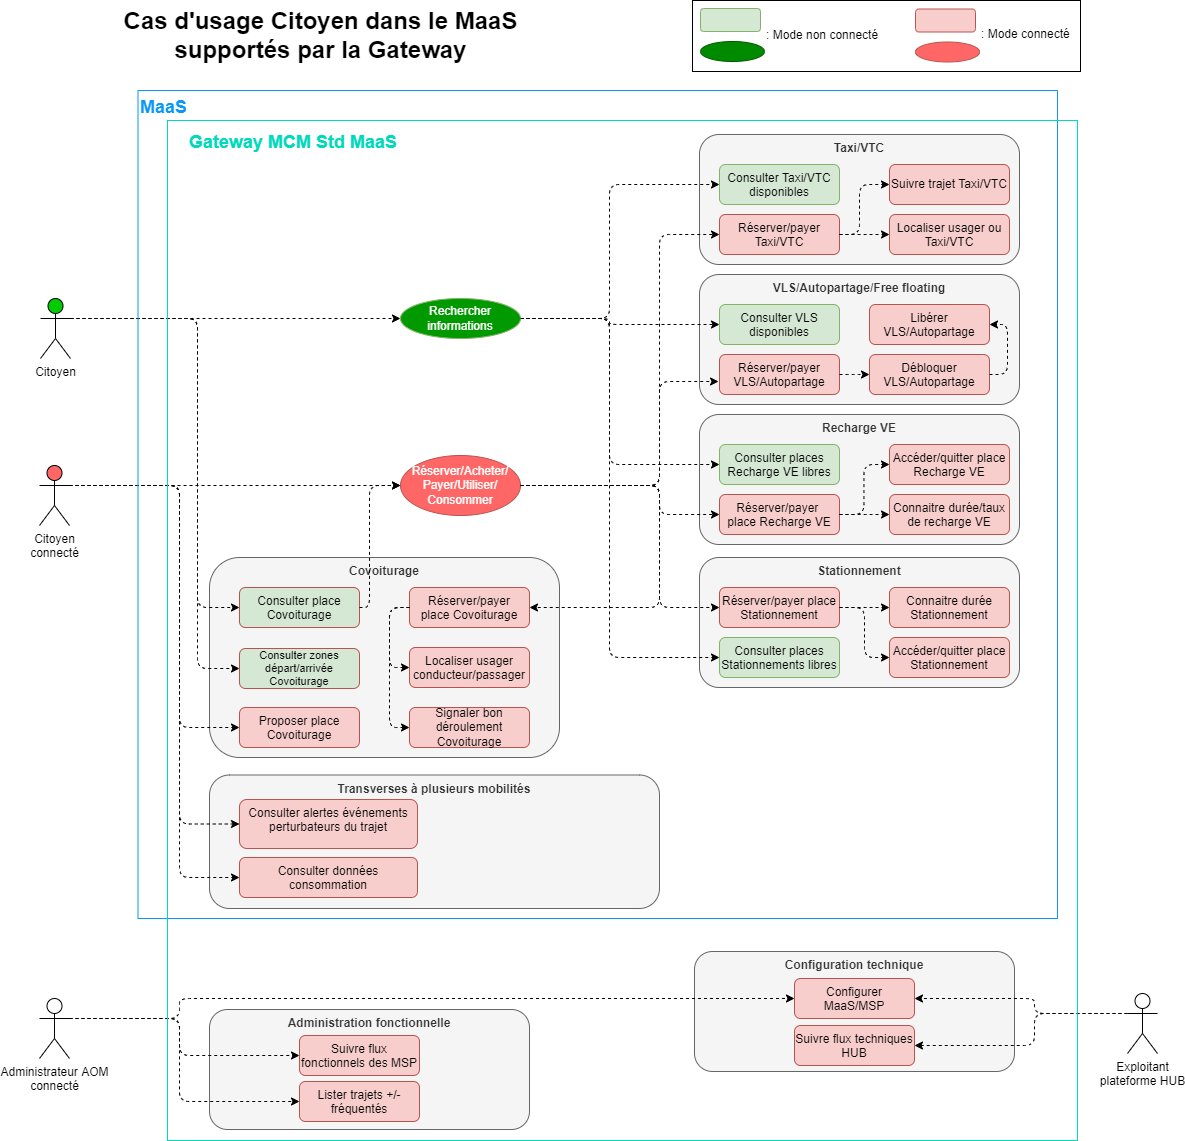 Cas d'usage Citoyen dans le MaaS
supportés par la Gateway
: Mode non connecté
: Mode connecté
MaaS
Gateway MCM Std MaaS
Taxi/VTC
Consulter Taxi/VTC
disponibles
Suivre trajet Taxi/VTC
Réserver/payer
Taxi/VTC
Localiser usager ou
Taxi/VTC
VLS/Autopartage/Free floating
Consulter VLS
disponibles
Libérer
VLS/Autopartage
Réserver/payer
VLS/Autopartage
Débloquer
VLS/Autopartage
Rechercher
informations
Citoyen
Recharge VE
Consulter places
Recharge VE libres
Accéder/quitter place
Recharge VE
Réserver/payer
place Recharge VE
Connaitre durée/taux
de recharge VE
Réserver/Acheter/
Payer/Utiliser/
Consommer
Citoyen
connecté
Covoiturage
Consulter place
Covoiturage
Réserver/payer
place Covoiturage
Consulter zones
départ/arrivée
Covoiturage
Localiser usager
conducteur/passager
Proposer place
Covoiturage
Signaler bon
déroulement
Covoiturage
Stationnement
Réserver/payer place
Stationnement
Connaitre durée
Stationnement
Consulter places
Stationnements libres
Accéder/quitter place
Stationnement
Transverses à plusieurs mobilités
Consulter alertes événements
perturbateurs du trajet
Consulter données
consommation
Configuration technique
Configurer
MaaS/MSP
Suivre flux techniques
HUB
Administration fonctionnelle
Suivre flux
fonctionnels des MSP
Lister trajets +/-
fréquentés
Administrateur AOM
connecté
Exploitant
plateforme HUB